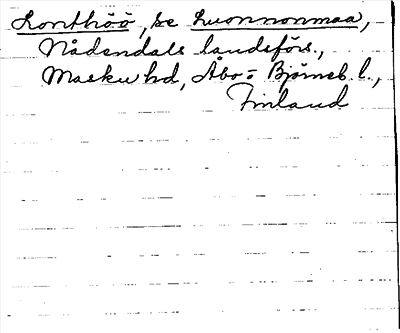 Lonthöö, se Luonnonmaa,
Nådendals landsförs.,
Masku hd, Åbo- Björneb. l.,
Finland